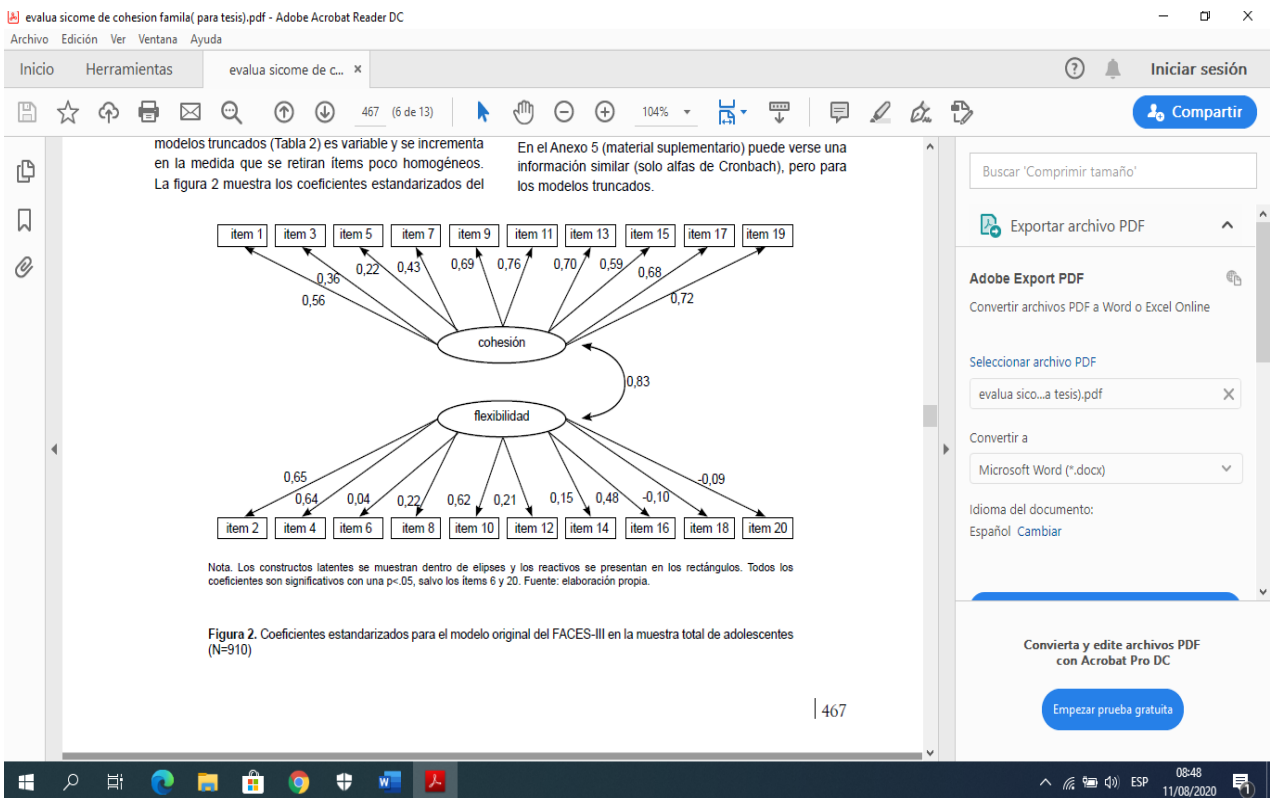 evalua sicome de cohesion famila( para tesis).pdf - Adobe Acrobat Reader DC
Archivo Edición Ver Ventana Ayuda
Inicio Herramientas evalua sicome de c... × Iniciar sesión
467 (6 de 13) 104% Compartir
modelos truncados (Tabla 2) es variable y se incrementa
en la medida que se retiran ítems poco homogéneos.
La figura 2 muestra los coeficientes estandarizados del
En el Anexo 5 (material suplementario) puede verse una
información similar (solo alfas de Cronbach), pero para
los modelos truncados.
item 1 item 3 item 5 item 7 item 9 item 11 item 13 item 15 item 17 item 19
0,56 0,36 0,22 0,43 0,69 0,76 0,70 0,59 0,68 0,72
cohesión
0,83
flexibilidad
0,65 0,64 0,04 0,22 0,62 0,21 0,15 0,48 -0,10 -0,09
item 2 item 4 item 6 item 8 item 10 item 12 item 14 item 16 item 18 item 20
Nota. Los constructos latentes se muestran dentro de elipses y los reactivos se presentan en los rectángulos. Todos los
coeficientes son significativos con una p<.05, salvo los ítems 6 y 20. Fuente: elaboración propia.
Figura 2. Coeficientes estandarizados para el modelo original del FACES-III en la muestra total de adolescentes
(N=910)
467
Buscar 'Comprimir tamaño'
Exportar archivo PDF
Adobe Export PDF
Convertir archivos PDF a Word o Excel Online
Seleccionar archivo PDF
evalua sico...a tesis).pdf
Convertir a
Microsoft Word (*.docx)
Idioma del documento:
Español Cambiar
Convierta y edite archivos PDF
con Acrobat Pro DC
Empezar prueba gratuita
ESP
08:48
11/08/2020
1